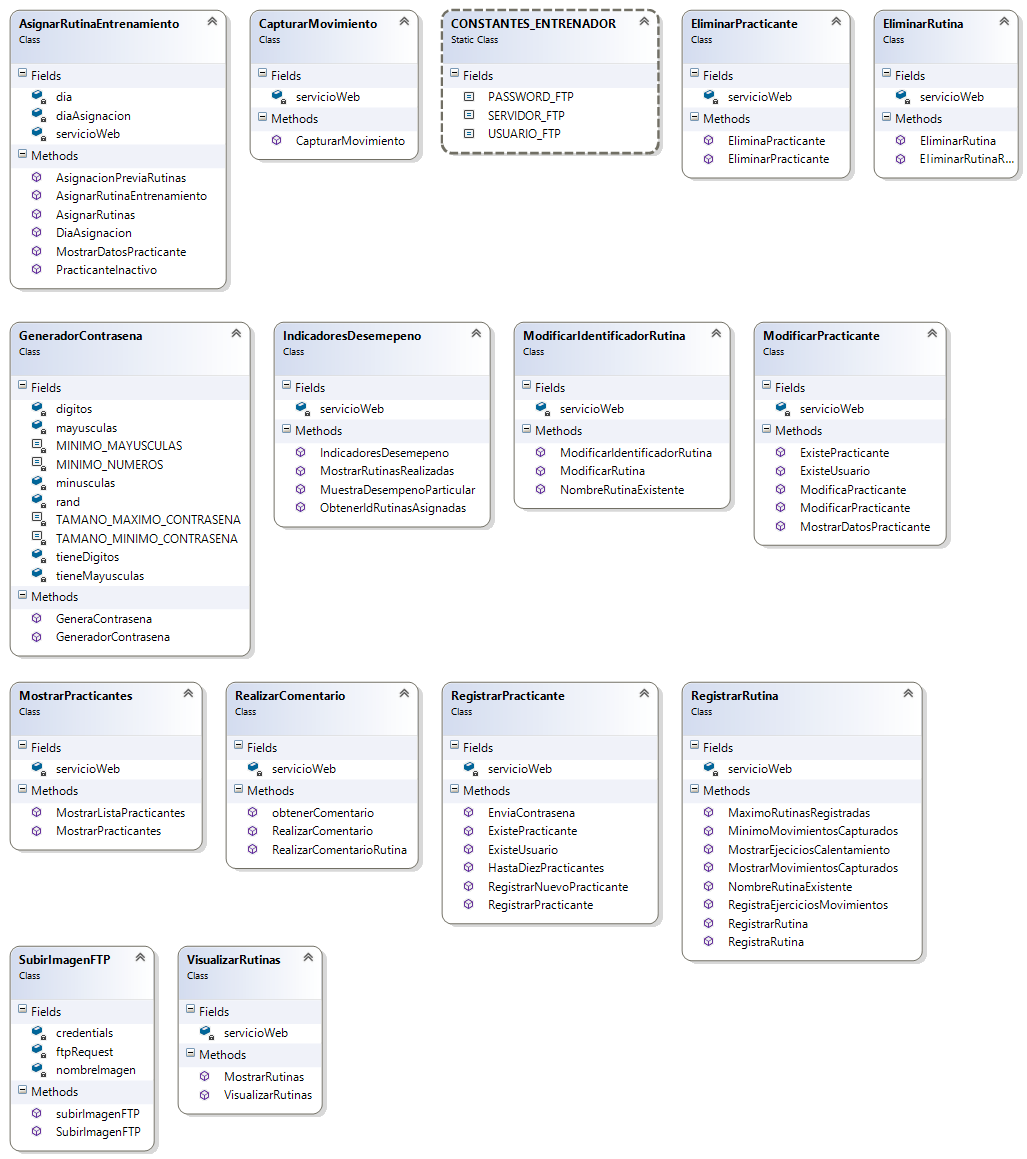 AsignarRutinaEntrenamiento
Class
Fields
dia
diaAsignacion
servicioWeb
Methods
AsignacionPreviaRutinas
AsignarRutinaEntrenamiento
AsignarRutinas
DiaAsignacion
MostrarDatosPracticante
PracticanteInactivo
CapturarMovimiento
Class
Fields
servicioWeb
Methods
CapturarMovimiento
CONSTANTES_ENTRENADOR
Static Class
Fields
PASSWORD_FTP
SERVIDOR_FTP
USUARIO_FTP
EliminarPracticante
Class
Fields
servicioWeb
Methods
EliminaPracticante
EliminarPracticante
EliminarRutina
Class
Fields
servicioWeb
Methods
EliminarRutina
EliminarRutinaR...
GeneradorContrasena
Class
Fields
digitos
mayusculas
MINIMO_MAYUSCULAS
MINIMO_NUMEROS
minusculas
rand
TAMANO_MAXIMO_CONTRASENA
TAMANO_MINIMO_CONTRASENA
tieneDigitos
tieneMayusculas
Methods
GeneraContrasena
GeneradorContrasena
IndicadoresDesemepeno
Class
Fields
servicioWeb
Methods
IndicadoresDesemepeno
MostrarRutinasRealizadas
MuestraDesempenoParticular
ObtenerIdRutinasAsignadas
ModificarIdentificadorRutina
Class
Fields
servicioWeb
Methods
ModificarIdentificadorRutina
ModificarRutina
NombreRutinaExistente
ModificarPracticante
Class
Fields
servicioWeb
Methods
ExistePracticante
ExisteUsuario
ModificaPracticante
ModificarPracticante
MostrarDatosPracticante
MostrarPracticantes
Class
Fields
servicioWeb
Methods
MostrarListaPracticantes
MostrarPracticantes
RealizarComentario
Class
Fields
servicioWeb
Methods
obtenerComentario
RealizarComentario
RealizarComentarioRutina
RegistrarPracticante
Class
Fields
servicioWeb
Methods
EnviaContrasena
ExistePracticante
ExisteUsuario
HastaDiezPracticantes
RegistrarNuevoPracticante
RegistrarPracticante
RegistrarRutina
Class
Fields
servicioWeb
Methods
MaximoRutinasRegistradas
MinimoMovimientosCapturados
MostrarEjeciciosCalentamiento
MostrarMovimientosCapturados
NombreRutinaExistente
RegistraEjerciciosMovimientos
RegistrarRutina
RegistraRutina
SubirImagenFTP
Class
Fields
credentials
ftpRequest
nombreImagen
Methods
subirImagenFTP
SubirImagenFTP
VisualizarRutinas
Class
Fields
servicioWeb
Methods
MostrarRutinas
VisualizarRutinas